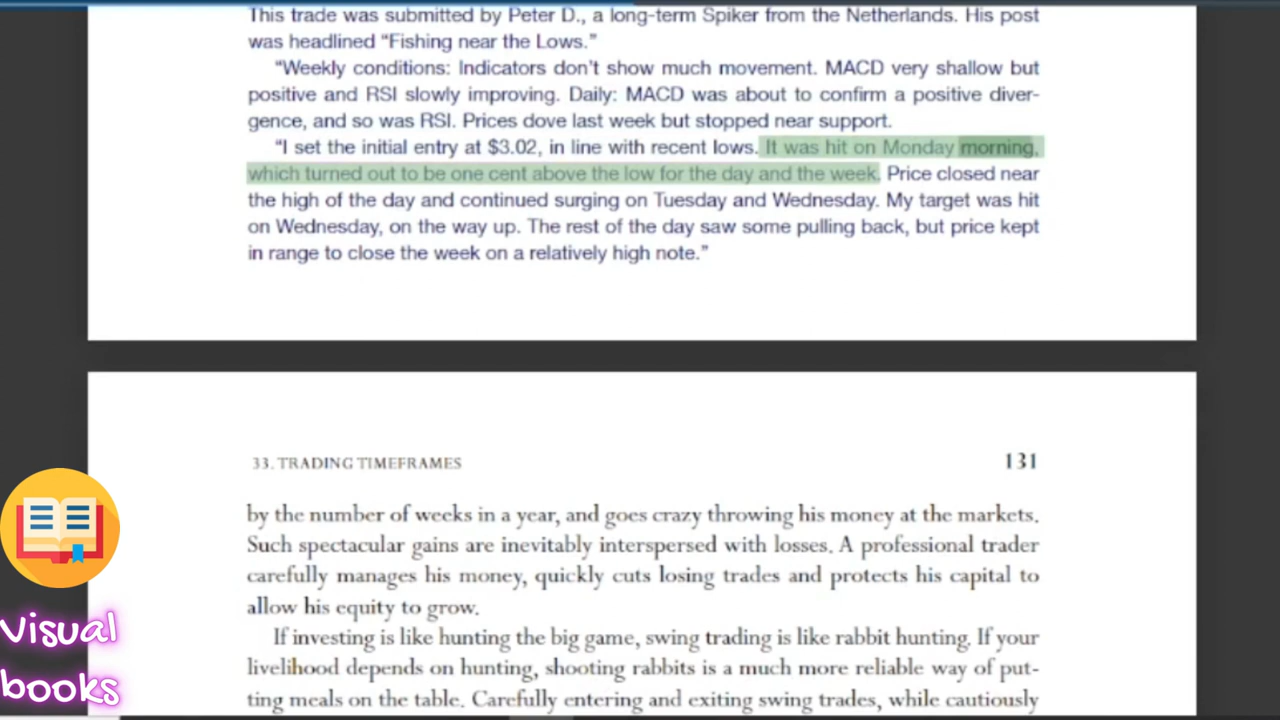 This trade was submitted by Peter D., a long-term Spiker from the Netherlands. His post
was headlined “Fishing near the Lows.”
“Weekly conditions: Indicators don’t show much movement. MACD very shallow but
positive and RSI slowly improving. Daily: MACD was about to confirm a positive diver-
gence, and so was RSI. Prices dove last week but stopped near support.
“I set the initial entry at $3.02, in line with recent lows. It was hit on Monday morning,
which turned out to be one cent above the low for the day and the week. Price closed near
the high of the day and continued surging on Tuesday and Wednesday. My target was hit
on Wednesday, on the way up. The rest of the day saw some pulling back, but price kept
in range to close the week on a relatively high note.”
33. TRADING TIMEFRAMES 131
by the number of weeks in a year, and goes crazy throwing his money at the markets.
Such spectacular gains are inevitably interspersed with losses. A professional trader
carefully manages his money, quickly cuts losing trades and protects his capital to
allow his equity to grow.
If investing is like hunting the big game, swing trading is like rabbit hunting. If your
livelihood depends on hunting, shooting rabbits is a much more reliable way of put-
ting meals on the table. Carefully entering and exiting swing trades, while cautiously
Visual
books